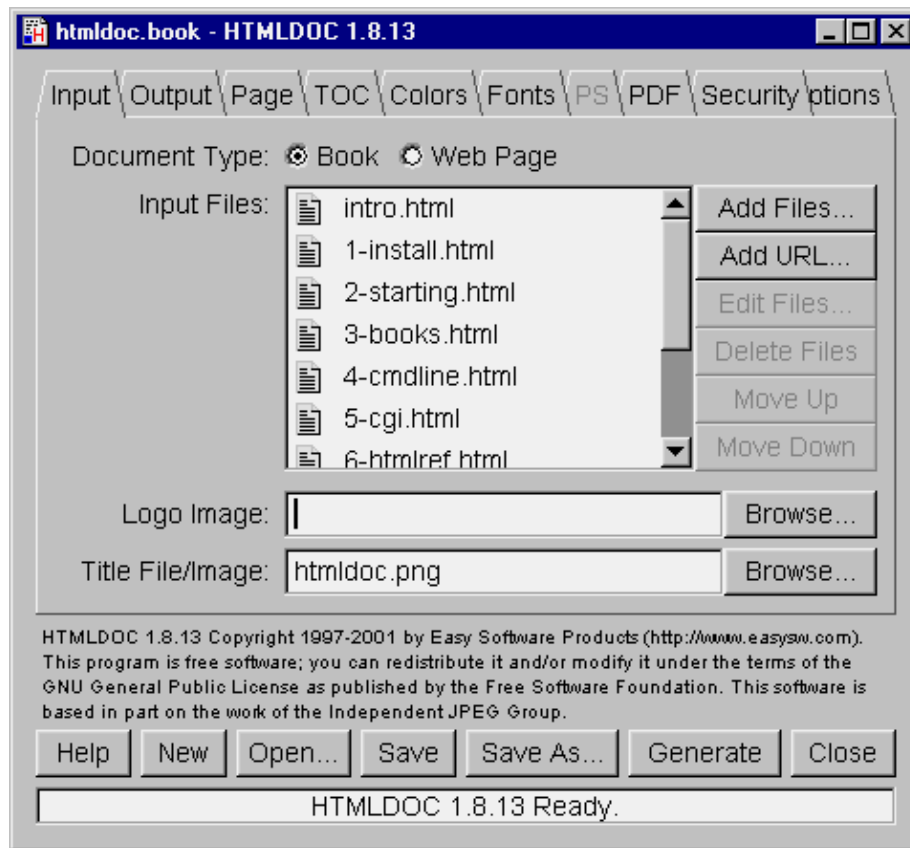 htmldoc.book - HTMLDOC 1.8.13
Input Output Page TOC Colors Fonts PS PDF Security ptions
Document Type: Book Web Page
Input Files:
intro.html
1-install.html
2-starting.html
3-books.html
4-cmdline.html
5-cgi.html
6-htmlref.html
Add Files...
Add URL...
Edit Files...
Delete Files
Move Up
Move Down
Logo Image: Browse...
Title File/Image: htmldoc.png Browse...
HTMLDOC 1.8.13 Copyright 1997-2001 by Easy Software Products (http://www.easysw.com).
This program is free software; you can redistribute it and/or modify it under the terms of the
GNU General Public License as published by the Free Software Foundation. This software is
based in part on the work of the Independent JPEG Group.
Help New Open... Save Save As... Generate Close
HTMLDOC 1.8.13 Ready.